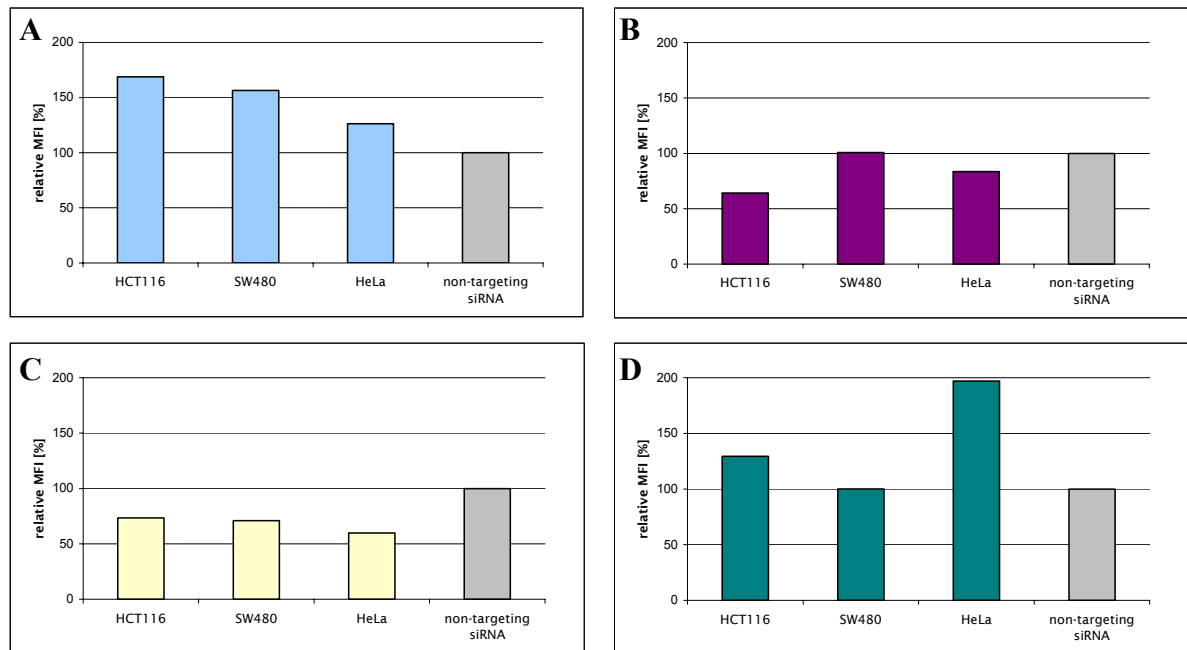 A
relative MFI [%]
200
150
100
50
0
HCT116 SW480 HeLa non-targeting
siRNA
B
relative MFI [%]
200
150
100
50
0
HCT116 SW480 HeLa non-targeting
siRNA
C
relative MFI [%]
200
150
100
50
0
HCT116 SW480 HeLa non-targeting
siRNA
D
relative MFI [%]
200
150
100
50
0
HCT116 SW480 HeLa non-targeting
siRNA